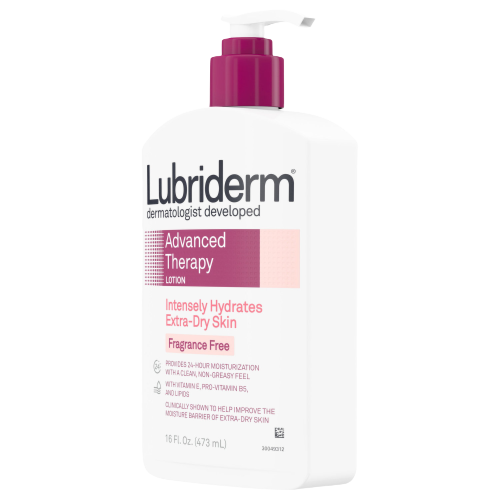 Lubriderm®
dermatologist developed
Advanced
Therapy
LOTION
Intensely Hydrates
Extra-Dry Skin
Fragrance Free
24
PROVIDES 24-HOUR MOISTURIZATION
WITH A CLEAN, NON-GREASY FEEL
WITH VITAMIN E, PRO-VITAMIN B5,
AND LIPIDS
CLINICALLY SHOWN TO HELP IMPROVE THE
MOISTURE BARRIER OF EXTRA-DRY SKIN
16 Fl. Oz. (473 mL)